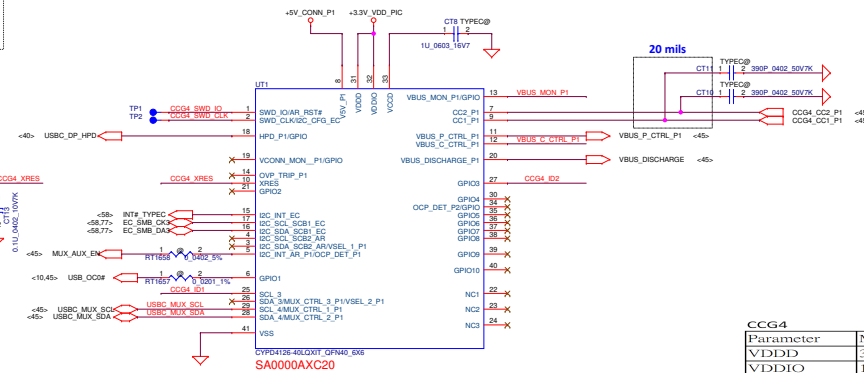 +5V_CONN_P1
+3.3V_VDD_PIC
CT8 TYPEC@
1 2
1U_0603_16V7
20 mils
TYPEC@
CT11 1 2 390P_0402_50V7K
TYPEC@
CT10 1 2 390P_0402_50V7K
UT1
8 31 32 33
V5V_P1 VDDD VDDIO VCCD
TP1 CCG4_SWD_IO 1 SWD_IO/AR_RST#
TP2 CCG4_SWD_CLK 2 SWD_CLK/I2C_CFG_EC
<40> USBC_DP_HPD 18 HPD_P1/GPIO
19 VCONN_MON_P1/GPIO
14 OVP_TRIP_P1
CCG4_XRES
CCG4_XRES 10 XRES
21 GPIO2
0.1U_0402_10V7K
CT13
<58> INT#_TYPEC 15 I2C_INT_EC
<58,77> EC_SMB_CK3 17 I2C_SCL_SCB1_EC
<58,77> EC_SMB_DA3 16 I2C_SDA_SCB1_EC
4 I2C_SCL_SCB2_AR
3 I2C_SDA_SCB2_AR/VSEL_1_P1
<45> MUX_AUX_EN 1 @ 2 5 I2C_INT_AR_P1/OCP_DET_P1
RT1658 0_0402_5%
<10,45> USB_OC0# 1 @ 2 6 GPIO1
RT1657 0_0201_1%
CCG4_ID1 25 SCL_3
26 SDA_3/MUX_CTRL_3_P1/VSEL_2_P1
<45> USBC_MUX_SCL USBC_MUX_SCL 29 SCL_4/MUX_CTRL_1_P1
<45> USBC_MUX_SDA USBC_MUX_SDA 28 SDA_4/MUX_CTRL_2_P1
41 VSS
VBUS_MON_P1/GPIO 13 VBUS_MON_P1
CC2_P1 7 CCG4_CC2_P1
CC1_P1 9 CCG4_CC1_P1
VBUS_P_CTRL_P1 11 VBUS_P_CTRL_P1 <45>
VBUS_C_CTRL_P1 12 VBUS_C_CTRL_P1
VBUS_DISCHARGE_P1 20 VBUS_DISCHARGE <45>
GPIO3 27 CCG4_ID2
GPIO4 30
OCP_DET_P2/GPIO 34
GPIO5 35
GPIO6 36
GPIO7 37
GPIO8 38
GPIO9 39
GPIO10 40
NC1 22
NC2 23
NC3 24
CYPD4126-40LQXIT_QFN40_6X6
SA0000AXC20
CCG4
Parameter
VDDD
VDDIO